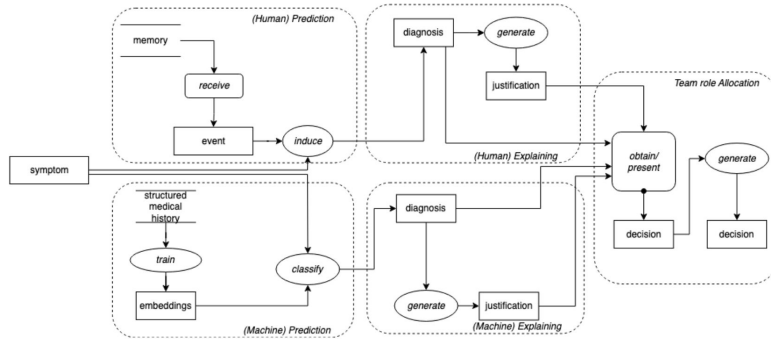 (Human) Prediction
memory
receive
event
induce
diagnosis
generate
justification
(Human) Explaining
Team role Allocation
obtain/
present
generate
decision
decision
symptom
structured
medical
history
train
embeddings
classify
(Machine) Prediction
diagnosis
generate
justification
(Machine) Explaining